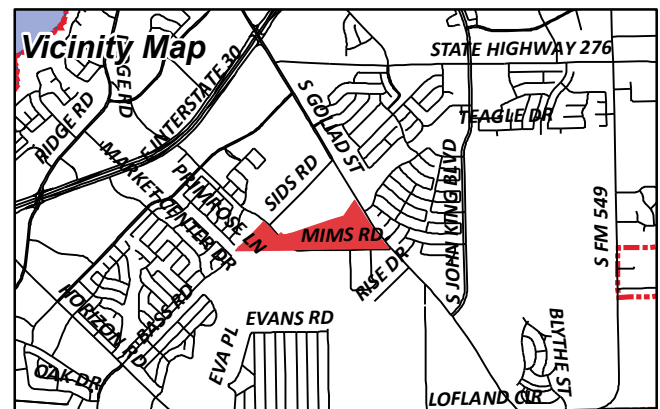 Vicinity Map
STATE HIGHWAY 276
RIDGE RD
INTERSTATE 30
S GOLIAD ST
TEAGLE DR
MARKET CENTER DR
PRIMROSE LN
SIDS RD
S JOHN KING BLVD
S FM 549
MIMS RD
RISE DR
HORIZON RD
BASS RD
EVA PL
EVANS RD
BLYTHE ST
OAK DR
LOFLAND CIR